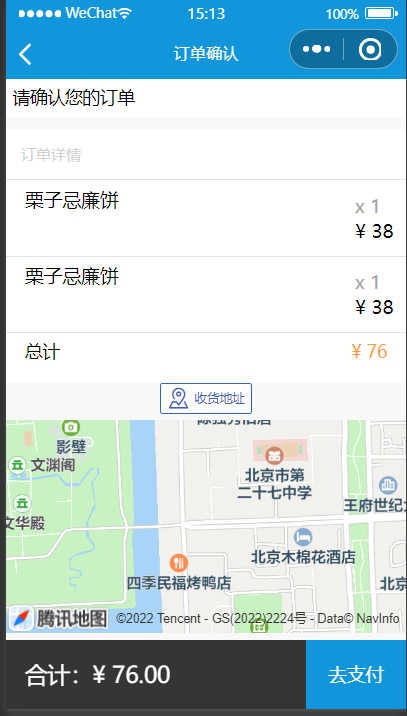 WeChat 15:13 100%
订单确认
请确认您的订单
订单详情
栗子忌廉饼
x 1
¥ 38
栗子忌廉饼
x 1
¥ 38
总计 ¥ 76
收货地址
影壁
文渊阁
北京市第
二十七中学
王府世纪
文华殿
北京木棉花酒店
四季民福烤鸭店
北京
腾讯地图 ©2022 Tencent - GS(2022)2224号 - Data© NavInfo
合计：¥ 76.00 去支付